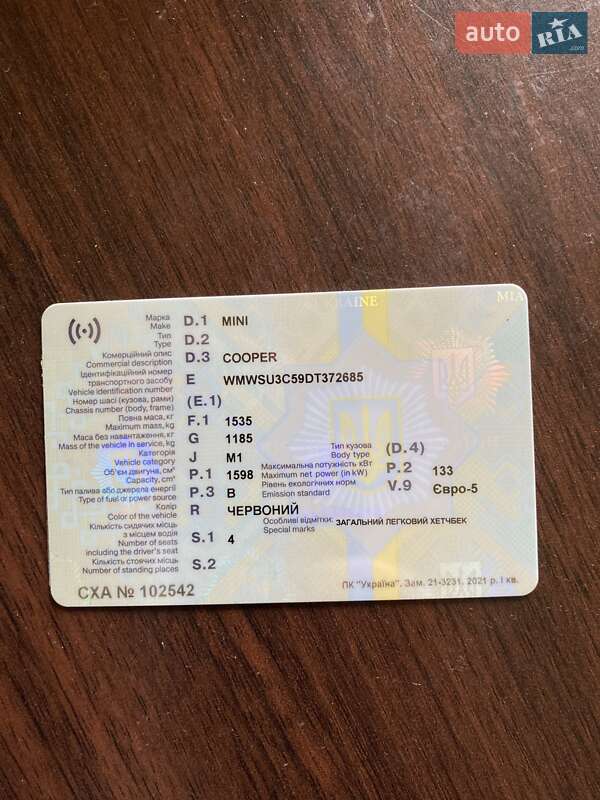 auto RIA.com
UKRAINE MIA
Марка D.1 MINI
Make
Тип D.2
Type
Комерційний опис D.3 COOPER
Commercial description
Ідентифікаційний номер
транспортного засобу E WMWSU3C59DT372685
Vehicle identification number
Номер шасі (кузова, рами) (E.1)
Chassis number (body, frame)
Повна маса, кг F.1 1535
Maximum mass, kg
Маса без навантаження, кг G 1185
Mass of the vehicle in service, kg
Категорія J M1
Vehicle category
Об'єм двигуна, см³ P.1 1598
Capacity, cm³
Тип палива або джерела енергії P.3 B
Type of fuel or power source
Колір R ЧЕРВОНИЙ
Color of the vehicle
Кількість сидячих місць
з місцем водія S.1 4
Number of seats
including the driver's seat
Кількість стоячих місць S.2
Number of standing places
Тип кузова (D.4)
Body type
Максимальна потужність кВт P.2 133
Maximum net power (in kW)
Рівень екологічних норм V.9 Євро-5
Emission standard
Особливі відмітки: ЗАГАЛЬНИЙ ЛЕГКОВИЙ ХЕТЧБЕК
Special marks
СХА № 102542
ПК "Україна". Зам. 21-3231. 2021 р. І кв.